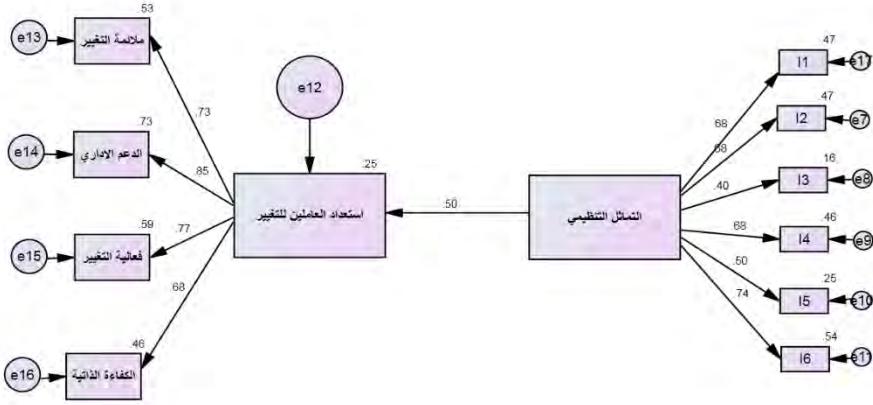 .53
e13
ملائمة التغيير
.73
.73
e14
الدعم الاداري
.85
.59
e15
فعالية التغيير
.77
.46
e16
الكفاءة الذاتية
.68
e12
.25
استعداد العاملين للتغيير
.50
التماثل التنظيمي
.47
I1
e17
.68
.47
I2
e7
.68
.16
I3
e8
.40
.46
I4
e9
.68
.25
I5
e10
.50
.54
I6
e11
.74